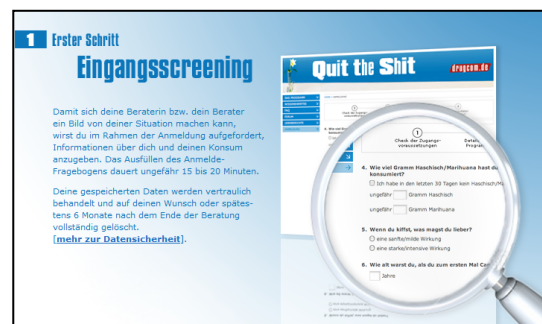 1 Erster Schritt
Eingangsscreening
Damit sich deine Beraterin bzw. dein Berater
ein Bild von deiner Situation machen kann,
wirst du im Rahmen der Anmeldung aufgefordert,
Informationen über dich und deinen Konsum
anzugeben. Das Ausfüllen des Anmelde-
Fragebogens dauert ungefähr 15 bis 20 Minuten.
Deine gespeicherten Daten werden vertraulich
behandelt und auf deinen Wunsch oder spätes-
tens 6 Monate nach dem Ende der Beratung
vollständig gelöscht.
[mehr zur Datensicherheit].
Quit the Shit
drugcom.de
1
Check der Zugangs-
voraussetzungen
4. Wie viel Gramm Haschisch/Marihuana hast du
konsumiert?
Ich habe in den letzten 30 Tagen kein Haschisch/Ma
ungefähr Gramm Haschisch
ungefähr Gramm Marihuana
5. Wenn du kiffst, was magst du lieber?
eine sanfte/milde Wirkung
eine starke/intensive Wirkung
6. Wie alt warst du, als du zum ersten Mal Can
Jahre